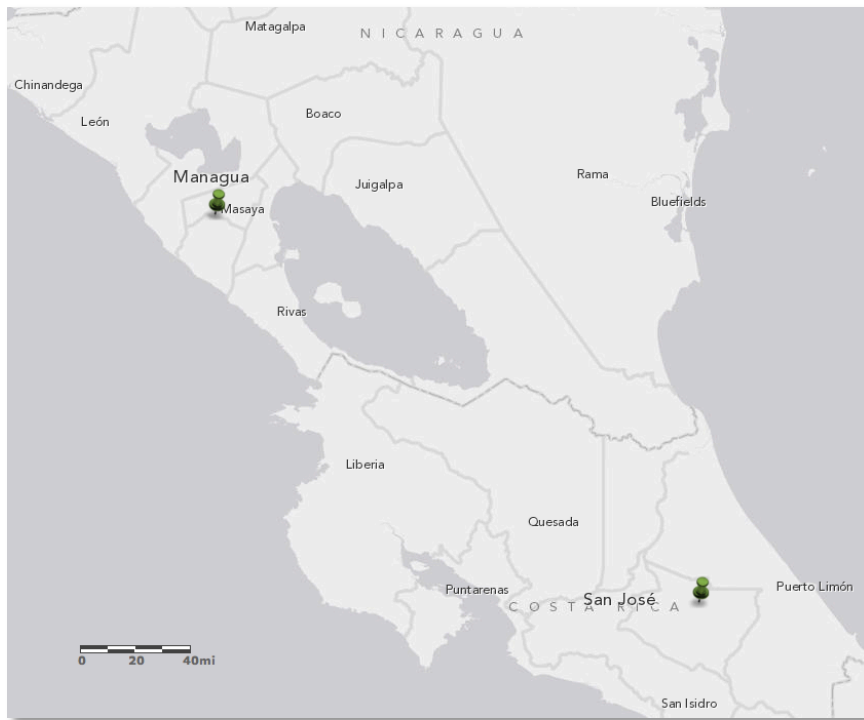 Matagalpa
NICARAGUA
Chinandega
León
Boaco
Managua
Rama
Juigalpa
Bluefields
Masaya
Rivas
Liberia
Quesada
Puntarenas
Puerto Limón
San José
COSTA RICA
0 20 40mi
San Isidro